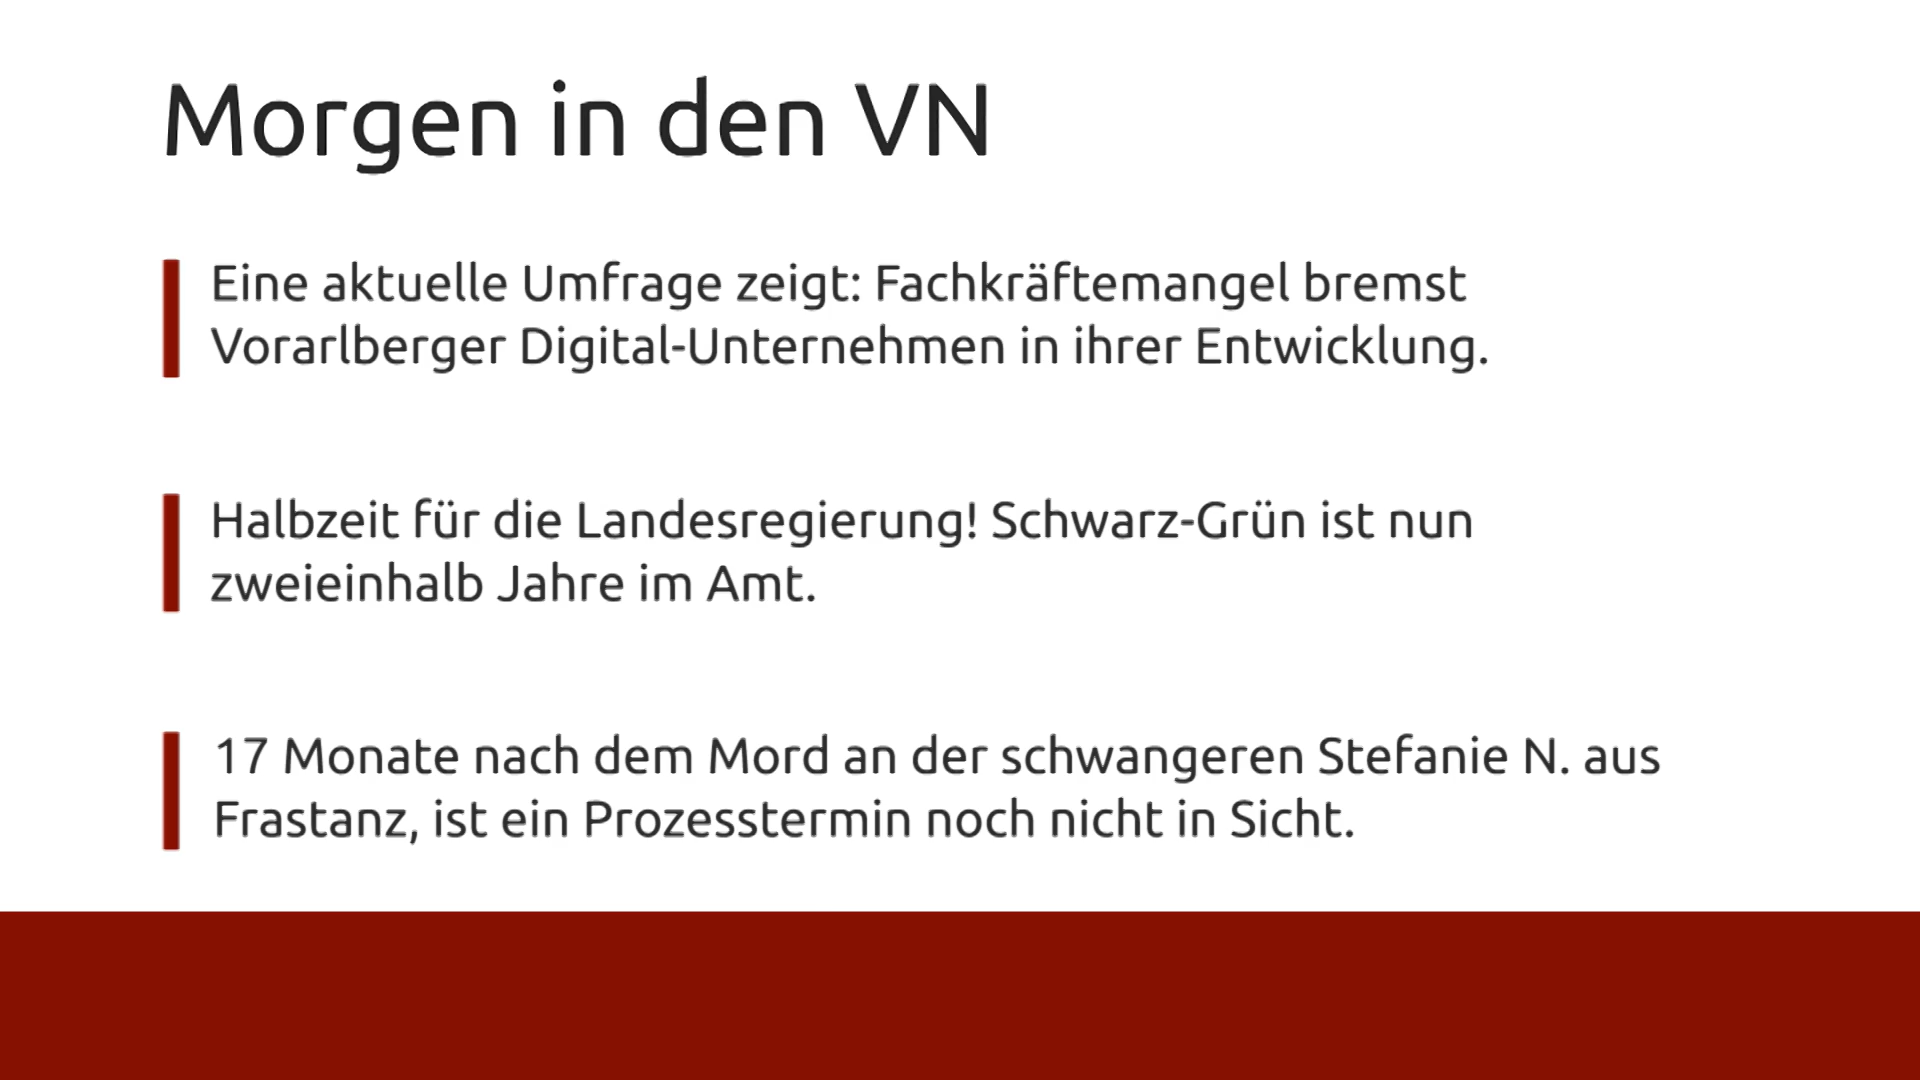 Morgen in den VN
Eine aktuelle Umfrage zeigt: Fachkräftemangel bremst
Vorarlberger Digital-Unternehmen in ihrer Entwicklung.
Halbzeit für die Landesregierung! Schwarz-Grün ist nun
zweieinhalb Jahre im Amt.
17 Monate nach dem Mord an der schwangeren Stefanie N. aus
Frastanz, ist ein Prozesstermin noch nicht in Sicht.